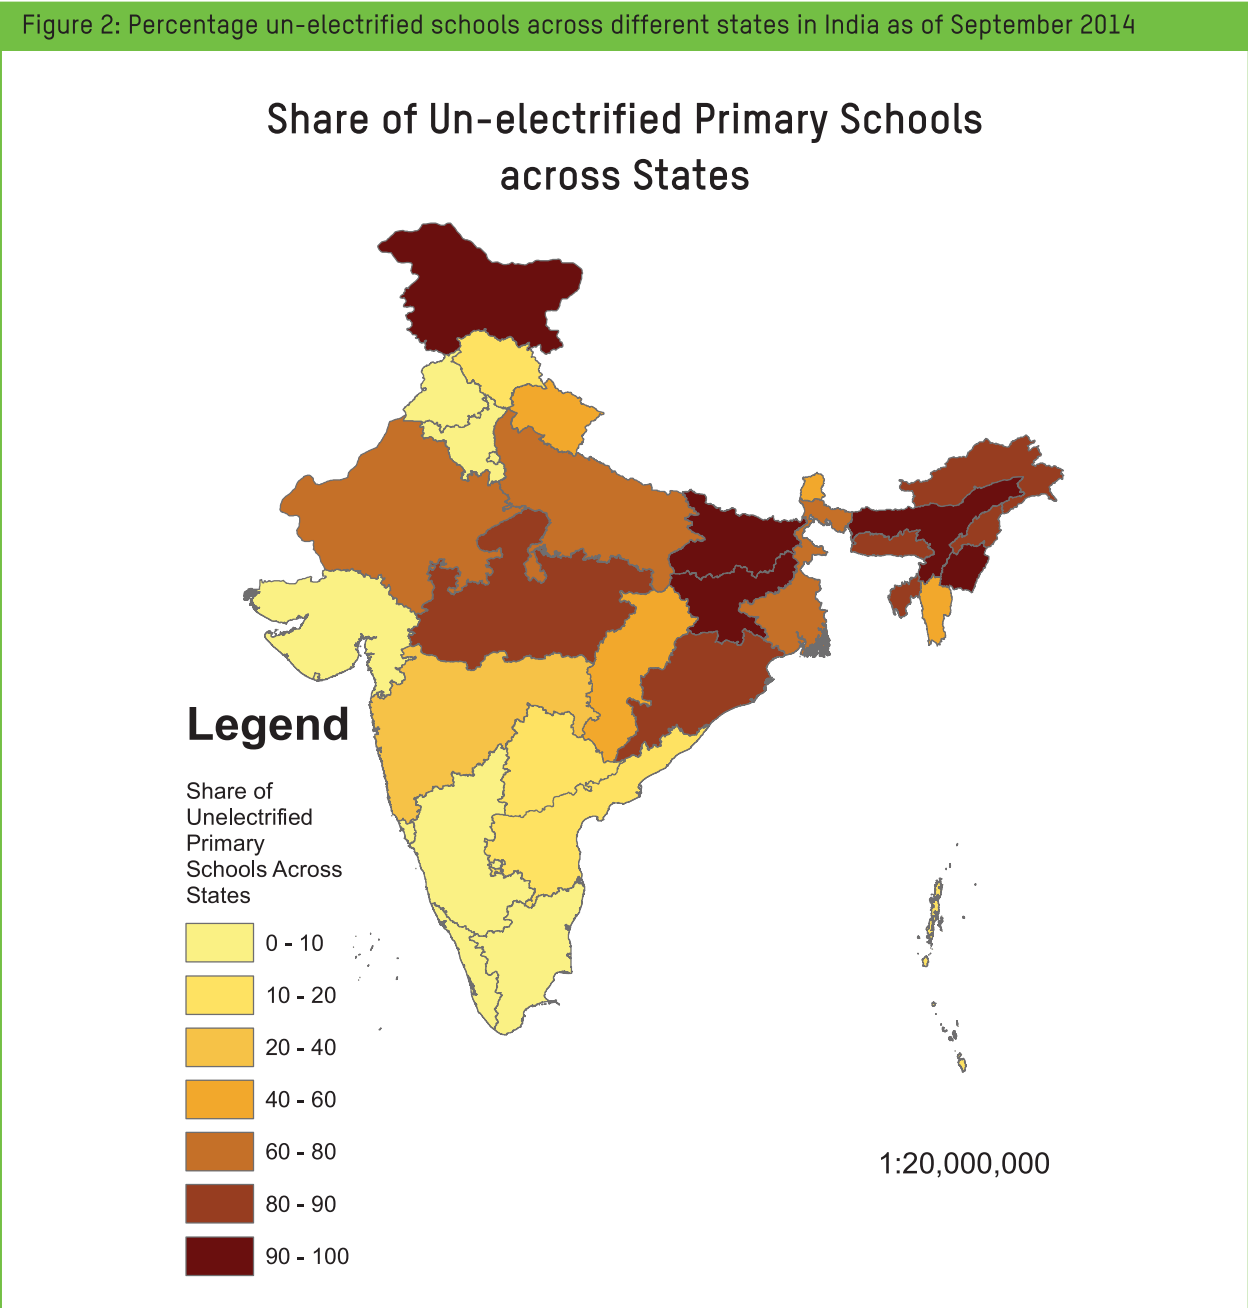 Figure 2: Percentage un-electrified schools across different states in India as of September 2014
Share of Un-electrified Primary Schools
across States
Legend
Share of
Unelectrified
Primary
Schools Across
States
0 - 10
10 - 20
20 - 40
40 - 60
60 - 80
80 - 90
90 - 100
1:20,000,000